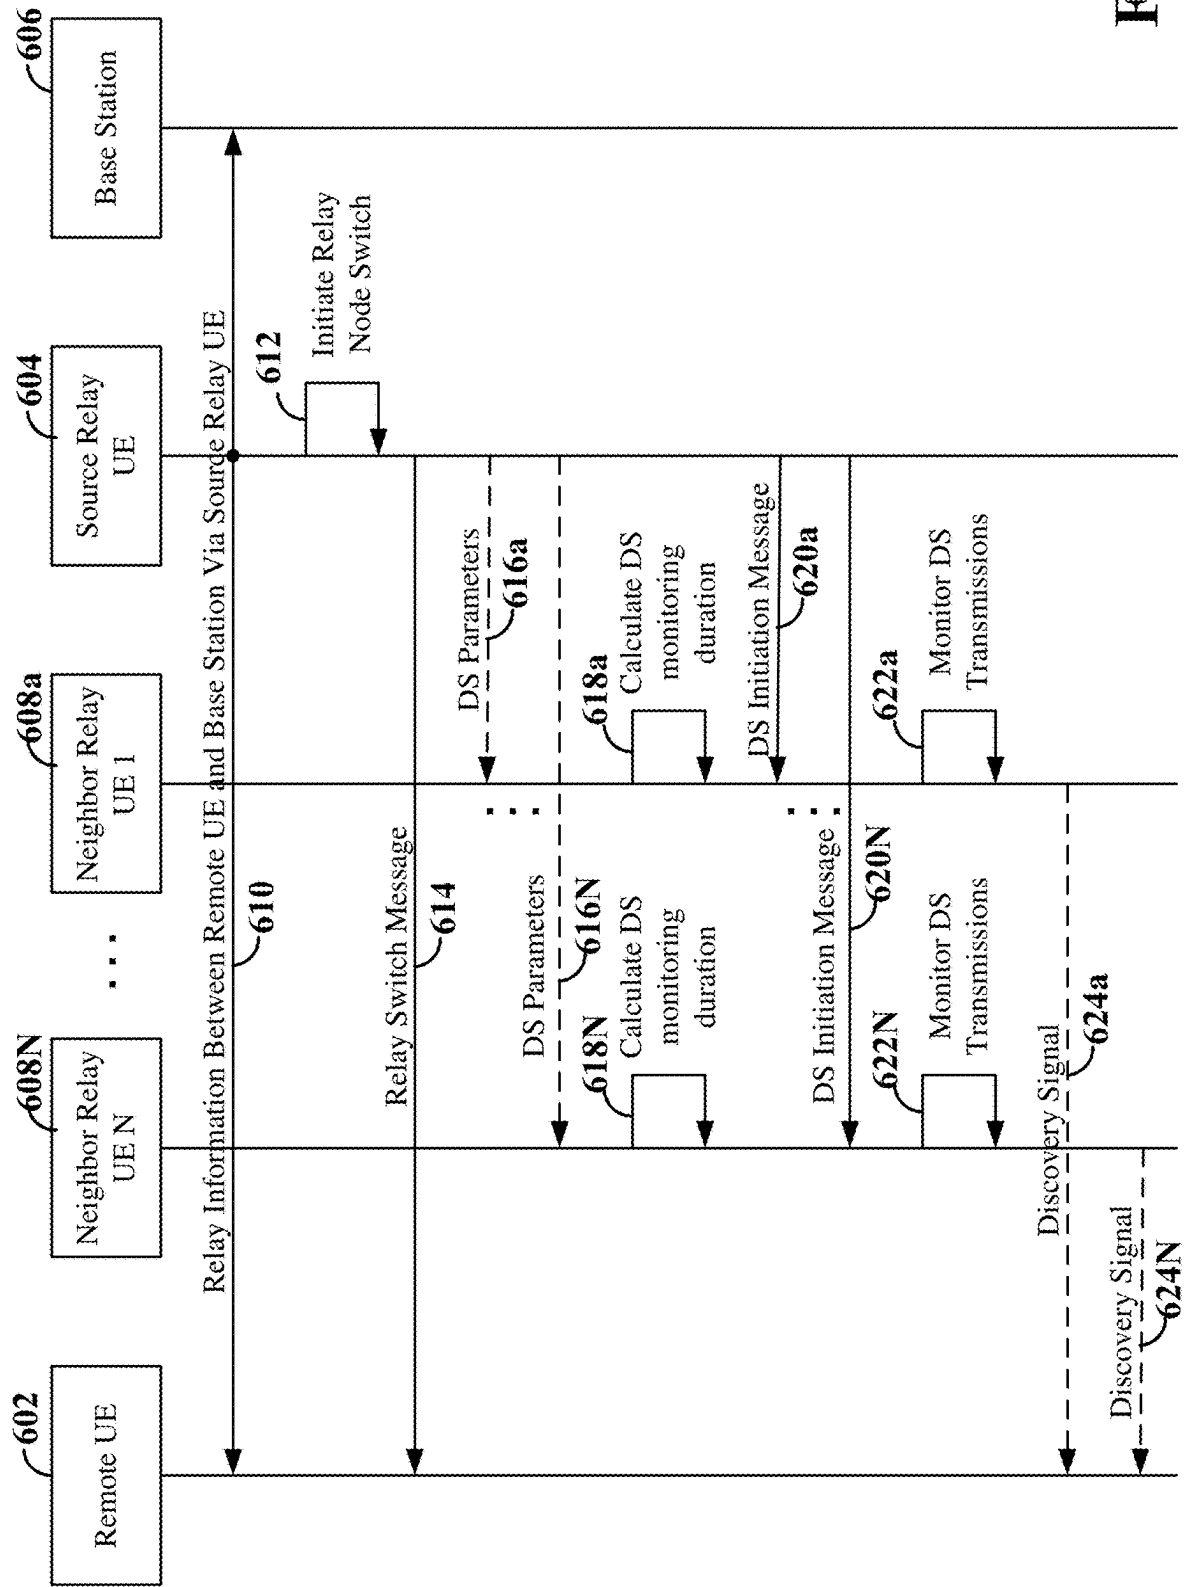 602
Remote UE
608N
Neighbor Relay
UE N
608a
Neighbor Relay
UE 1
604
Source Relay
UE
606
Base Station
Relay Information Between Remote UE and Base Station Via Source Relay UE
610
612
Initiate Relay
Node Switch
Relay Switch Message
614
DS Parameters
616a
DS Parameters
616N
618N
Calculate DS
monitoring
duration
618a
Calculate DS
monitoring
duration
DS Initiation Message
620a
DS Initiation Message
620N
622N
Monitor DS
Transmissions
622a
Monitor DS
Transmissions
Discovery Signal
624a
Discovery Signal
624N